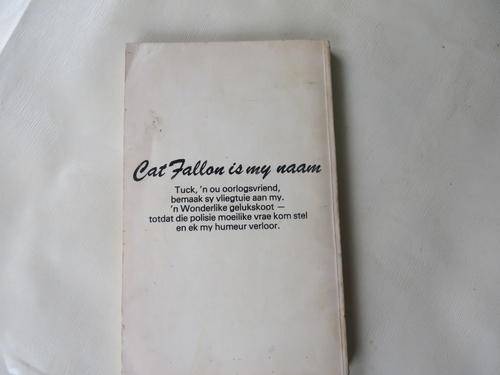 Cat Fallon is my naam
Tuck, 'n ou oorlogsvriend,
bemaak sy vliegtuie aan my.
'n Wonderlike gelukskoot —
totdat die polisie moeilike vrae kom stel
en ek my humeur verloor.